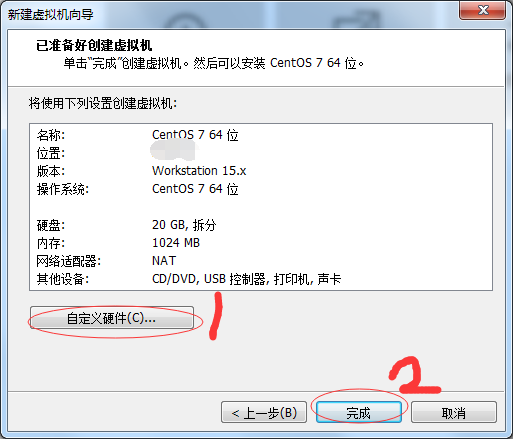 新建虚拟机向导
已准备好创建虚拟机
单击“完成”创建虚拟机。然后可以安装 CentOS 7 64 位。
将使用下列设置创建虚拟机:
名称: CentOS 7 64 位
位置:
版本: Workstation 15.x
操作系统: CentOS 7 64 位
硬盘: 20 GB, 拆分
内存: 1024 MB
网络适配器: NAT
其他设备: CD/DVD, USB 控制器, 打印机, 声卡
自定义硬件(C)...
1
2
< 上一步(B) 完成 取消